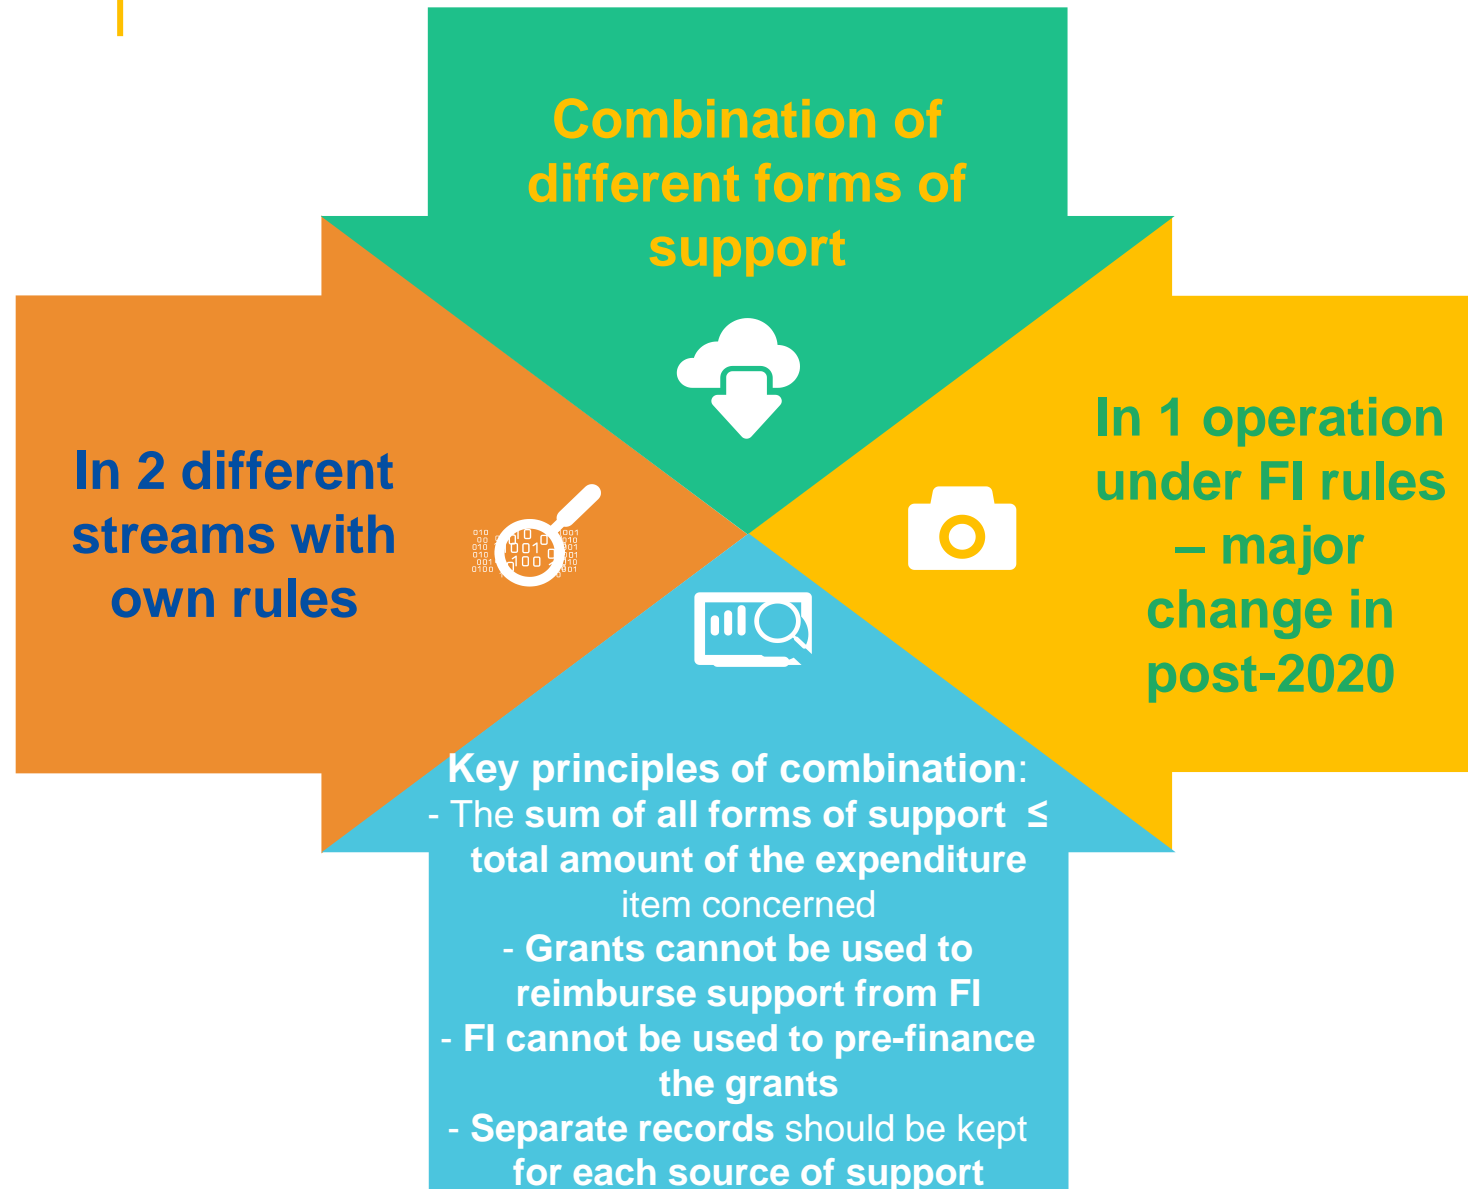 Combination of
different forms of
support
In 2 different
streams with
own rules
In 1 operation
under FI rules
– major
change in
post-2020
Key principles of combination:
- The sum of all forms of support ≤
total amount of the expenditure
item concerned
- Grants cannot be used to
reimburse support from FI
- FI cannot be used to pre-finance
the grants
- Separate records should be kept
for each source of support